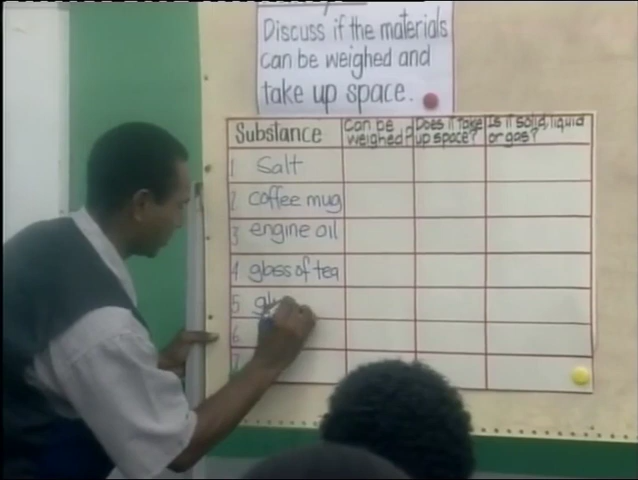 Discuss if the materials
can be weighed and
take up space.
Substance
Can be
weighed?
Does it take
up space?
Is it solid, liquid
or gas?
1 Salt
2 coffee mug
3 engine oil
4 glass of tea
5
6
7